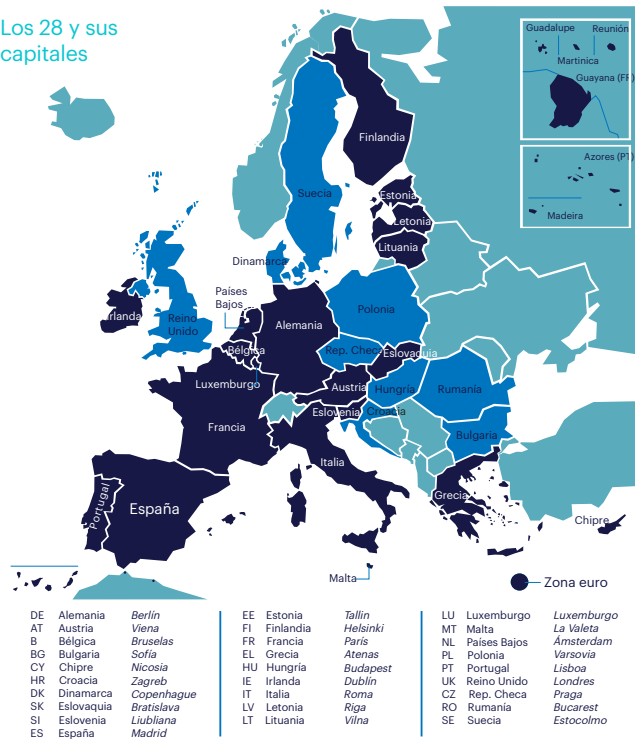 Los 28 y sus
capitales
Guadalupe
Reunión
Martinica
Guayana (FR)
Azores (PT)
Madeira
Finlandia
Suecia
Estonia
Letonia
Lituania
Dinamarca
Países
Bajos
Irlanda
Reino
Unido
Polonia
Alemania
Bélgica
Rep. Checa
Eslovaquia
Luxemburgo
Austria
Hungría
Rumanía
Eslovenia
Croatia
Francia
Bulgaria
Italia
Portugal
España
Grecia
Chipre
Malta
Zona euro
DE Alemania Berlín
AT Austria Viena
B Bélgica Bruselas
BG Bulgaria Sofía
CY Chipre Nicosia
HR Croacia Zagreb
DK Dinamarca Copenhague
SK Eslovaquia Bratislava
SI Eslovenia Liubliana
ES España Madrid
EE Estonia Tallin
FI Finlandia Helsinki
FR Francia París
EL Grecia Atenas
HU Hungría Budapest
IE Irlanda Dublín
IT Italia Roma
LV Letonia Riga
LT Lituania Vilna
LU Luxemburgo Luxemburgo
MT Malta La Valeta
NL Países Bajos Ámsterdam
PL Polonia Varsovia
PT Portugal Lisboa
UK Reino Unido Londres
CZ Rep. Checa Praga
RO Rumanía Bucarest
SE Suecia Estocolmo